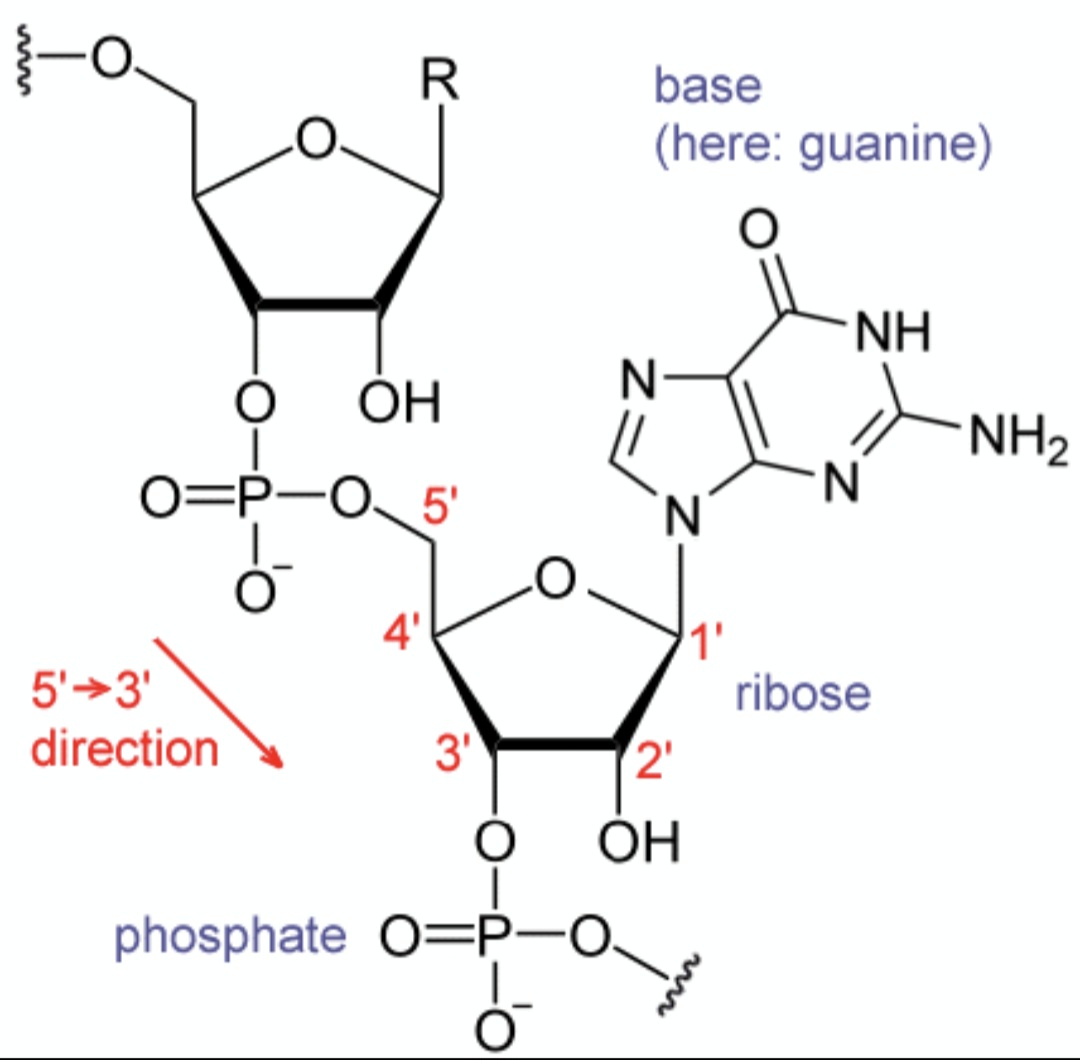 O
R
base
(here: guanine)
O
O
NH
N
O
OH
NH₂
N
O=P-O
5'
N
O⁻
O
4'
1'
5'→3'
ribose
direction
3'
2'
O
OH
phosphate
O=P-O
O⁻